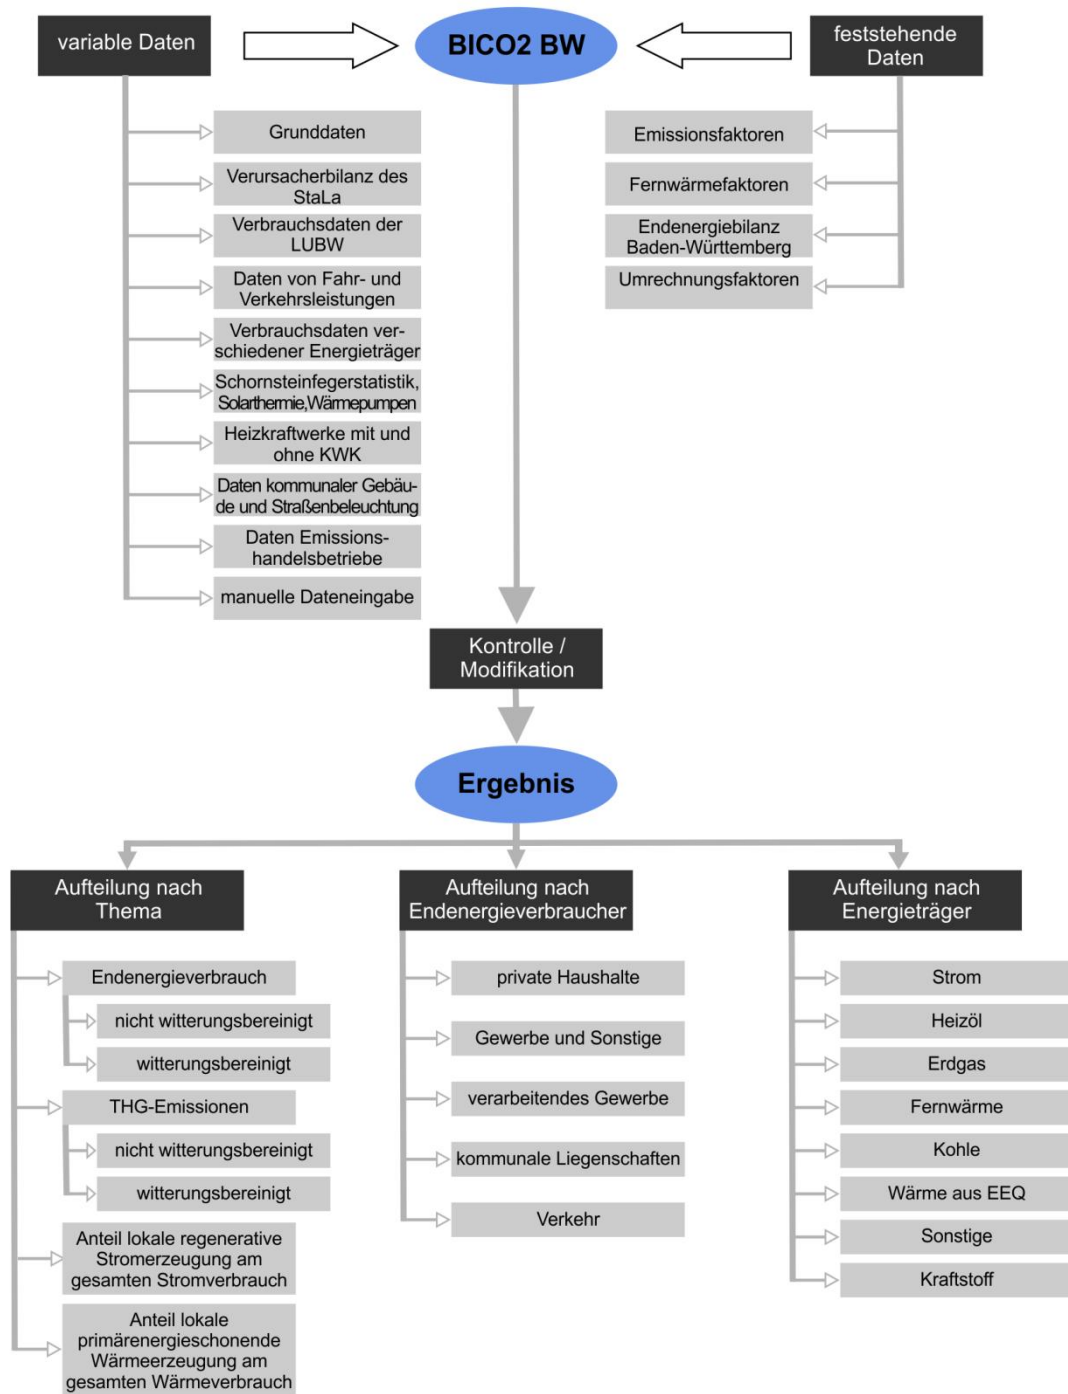 variable Daten
BICO2 BW
feststehende
Daten
Grunddaten
Verursacherbilanz des
StaLa
Verbrauchsdaten der
LUBW
Daten von Fahr- und
Verkehrsleistungen
Verbrauchsdaten ver-
schiedener Energieträger
Schornsteinfegerstatistik,
Solarthermie,Wärmepumpen
Heizkraftwerke mit und
ohne KWK
Daten kommunaler Gebäu-
de und Straßenbeleuchtung
Daten Emissions-
handelsbetriebe
manuelle Dateneingabe
Emissionsfaktoren
Fernwärmefaktoren
Endenergiebilanz
Baden-Württemberg
Umrechnungsfaktoren
Kontrolle /
Modifikation
Ergebnis
Aufteilung nach
Thema
Endenergieverbrauch
nicht witterungsbereinigt
witterungsbereinigt
THG-Emissionen
nicht witterungsbereinigt
witterungsbereinigt
Anteil lokale regenerative
Stromerzeugung am
gesamten Stromverbrauch
Anteil lokale
primärenergieschonende
Wärmeerzeugung am
gesamten Wärmeverbrauch
Aufteilung nach
Endenergieverbraucher
private Haushalte
Gewerbe und Sonstige
verarbeitendes Gewerbe
kommunale Liegenschaften
Verkehr
Aufteilung nach
Energieträger
Strom
Heizöl
Erdgas
Fernwärme
Kohle
Wärme aus EEQ
Sonstige
Kraftstoff